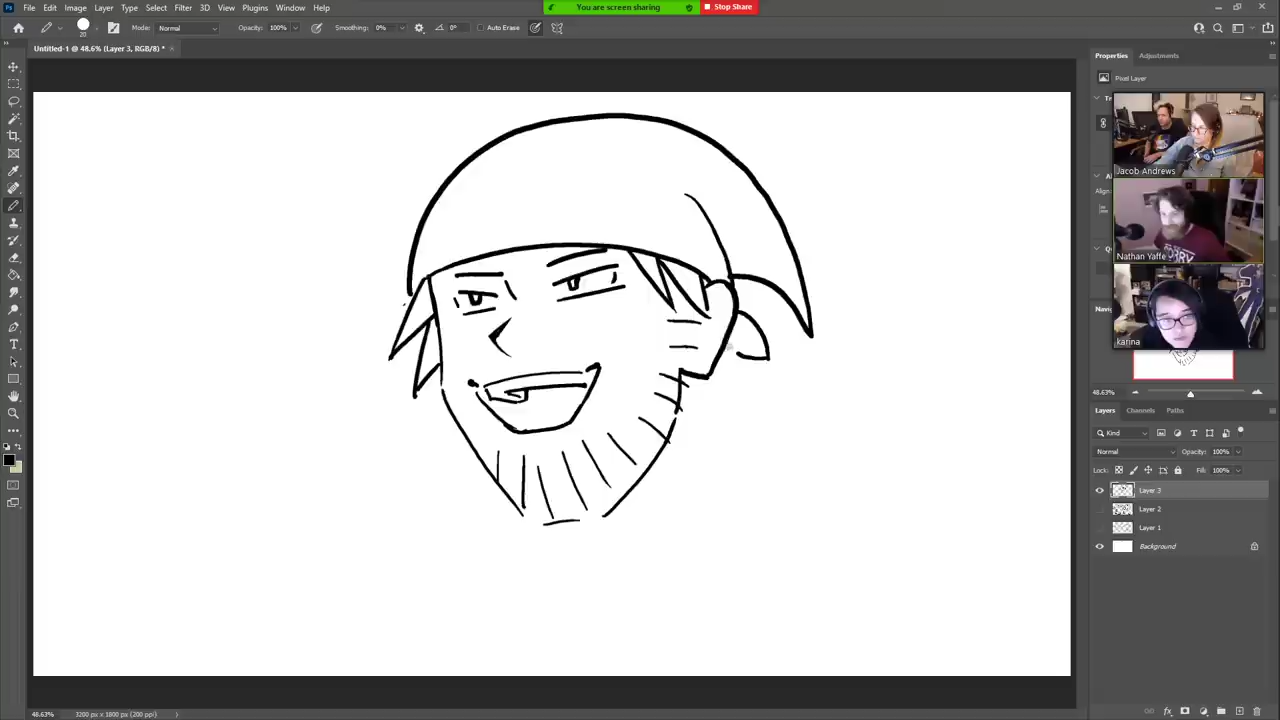 You are screen sharing
Stop Share
File Edit Image Layer Type Select Filter 3D View Plugins Window Help
20 Mode: Normal Opacity: 100% Smoothing: 0% 0° Auto Erase
Untitled-1 @ 48.6% (Layer 3, RGB/8) * ×
Properties Adjustments
Pixel Layer
Jacob Andrews
Nathan Yaffe
karina
48.63%
Layers Channels Paths
Kind
Normal Opacity: 100%
Lock: Fill: 100%
Layer 3
Layer 2
Layer 1
Background
48.63% 3200 px x 1800 px (200 ppi)